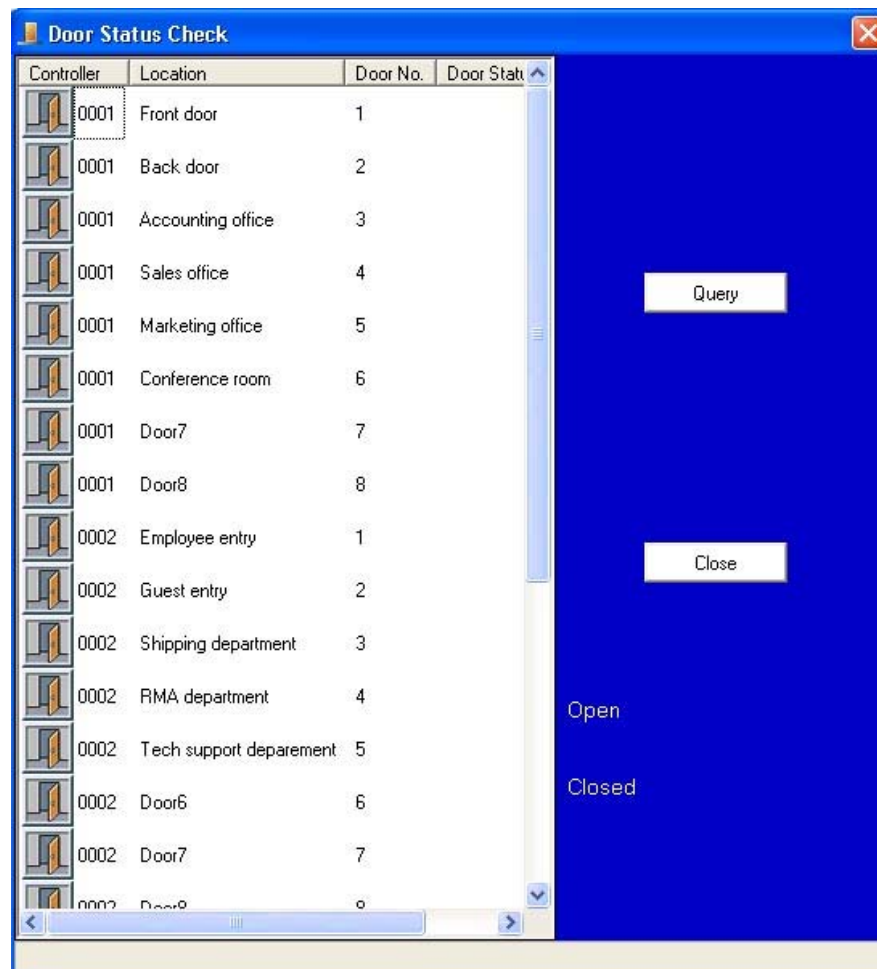 Door Status Check
Controller Location Door No. Door Statu
0001 Front door 1
0001 Back door 2
0001 Accounting office 3
0001 Sales office 4
0001 Marketing office 5
0001 Conference room 6
0001 Door7 7
0001 Door8 8
0002 Employee entry 1
0002 Guest entry 2
0002 Shipping department 3
0002 RMA department 4
0002 Tech support deparement 5
0002 Door6 6
0002 Door7 7
Query
Close
Open
Closed